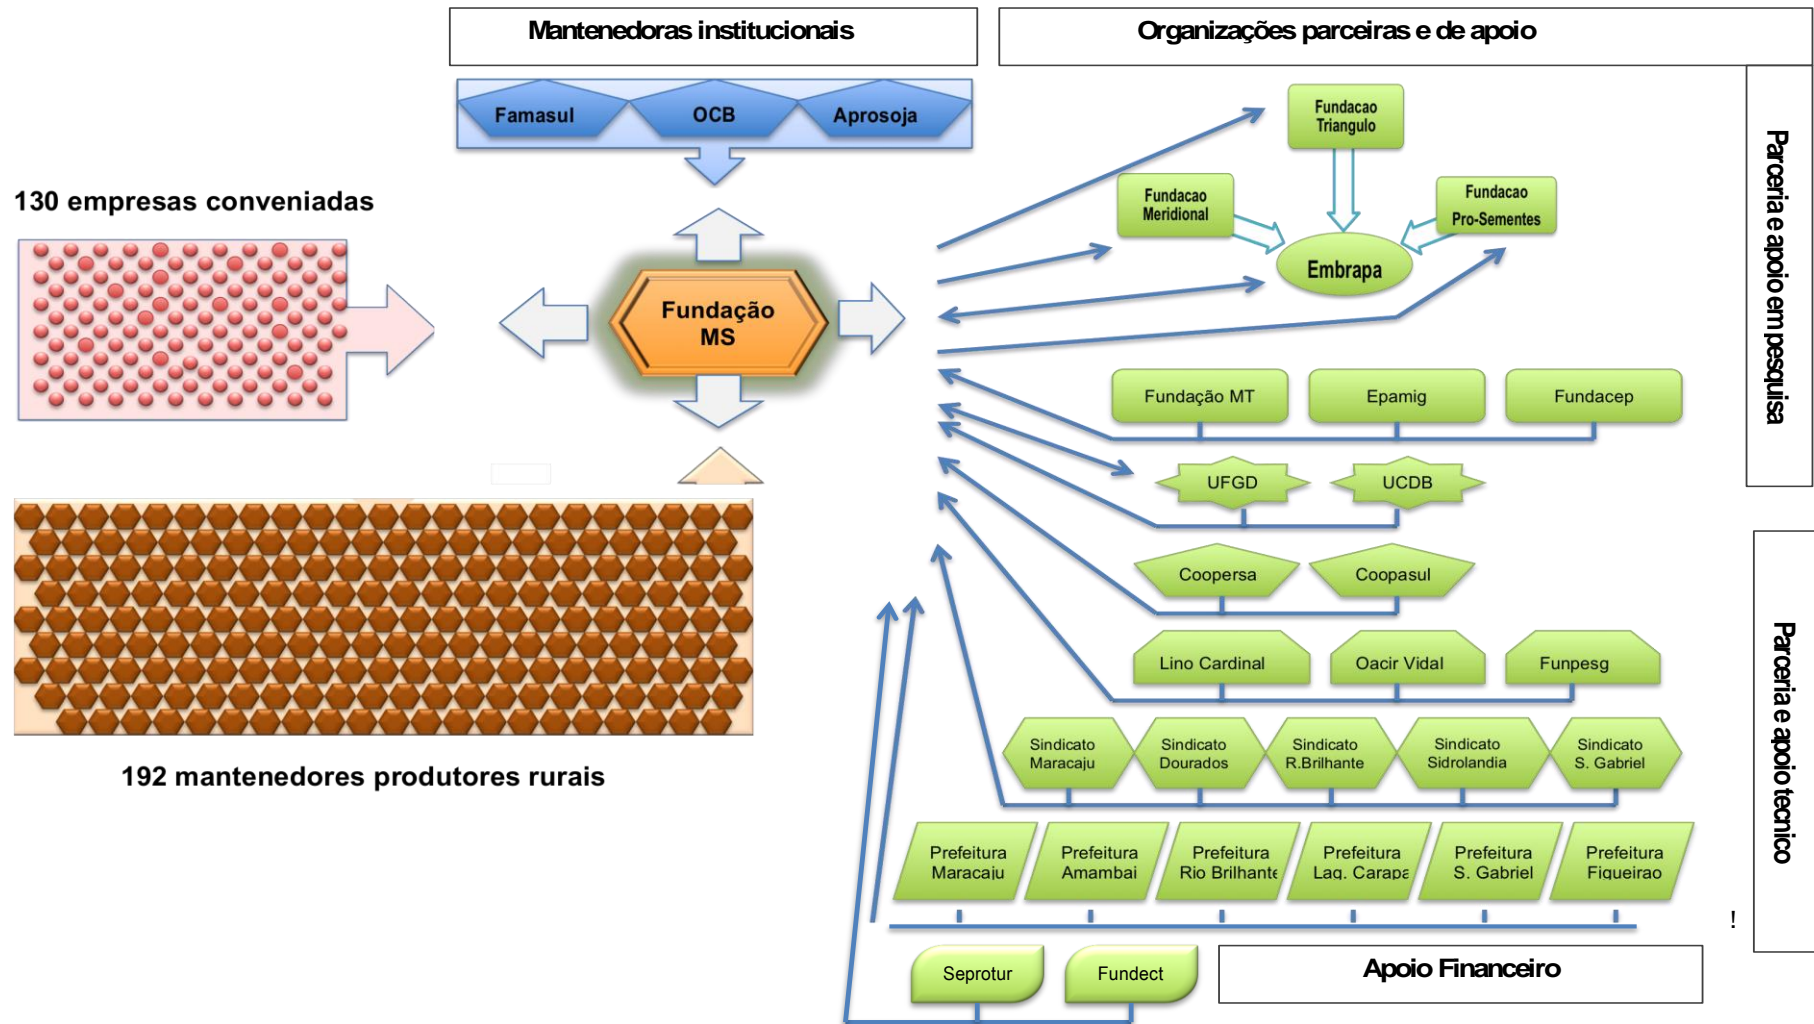 Mantenedoras institucionais
Organizações parceiras e de apoio
Famasul
OCB
Aprosoja
130 empresas conveniadas
Fundação
MS
192 mantenedores produtores rurais
Fundacao
Triangulo
Fundacao
Meridional
Fundacao
Pro-Sementes
Embrapa
Parceria e apoio em pesquisa
Fundação MT
Epamig
Fundacep
UFGD
UCDB
Coopersa
Coopasul
Lino Cardinal
Oacir Vidal
Funpesg
Parceria e apoio tecnico
Sindicato
Maracaju
Sindicato
Dourados
Sindicato
R.Brilhante
Sindicato
Sidrolandia
Sindicato
S. Gabriel
Prefeitura
Maracaju
Prefeitura
Amambai
Prefeitura
Rio Brilhante
Prefeitura
Lag. Carapa
Prefeitura
S. Gabriel
Prefeitura
Figueirao
!
Seprotur
Fundect
Apoio Financeiro